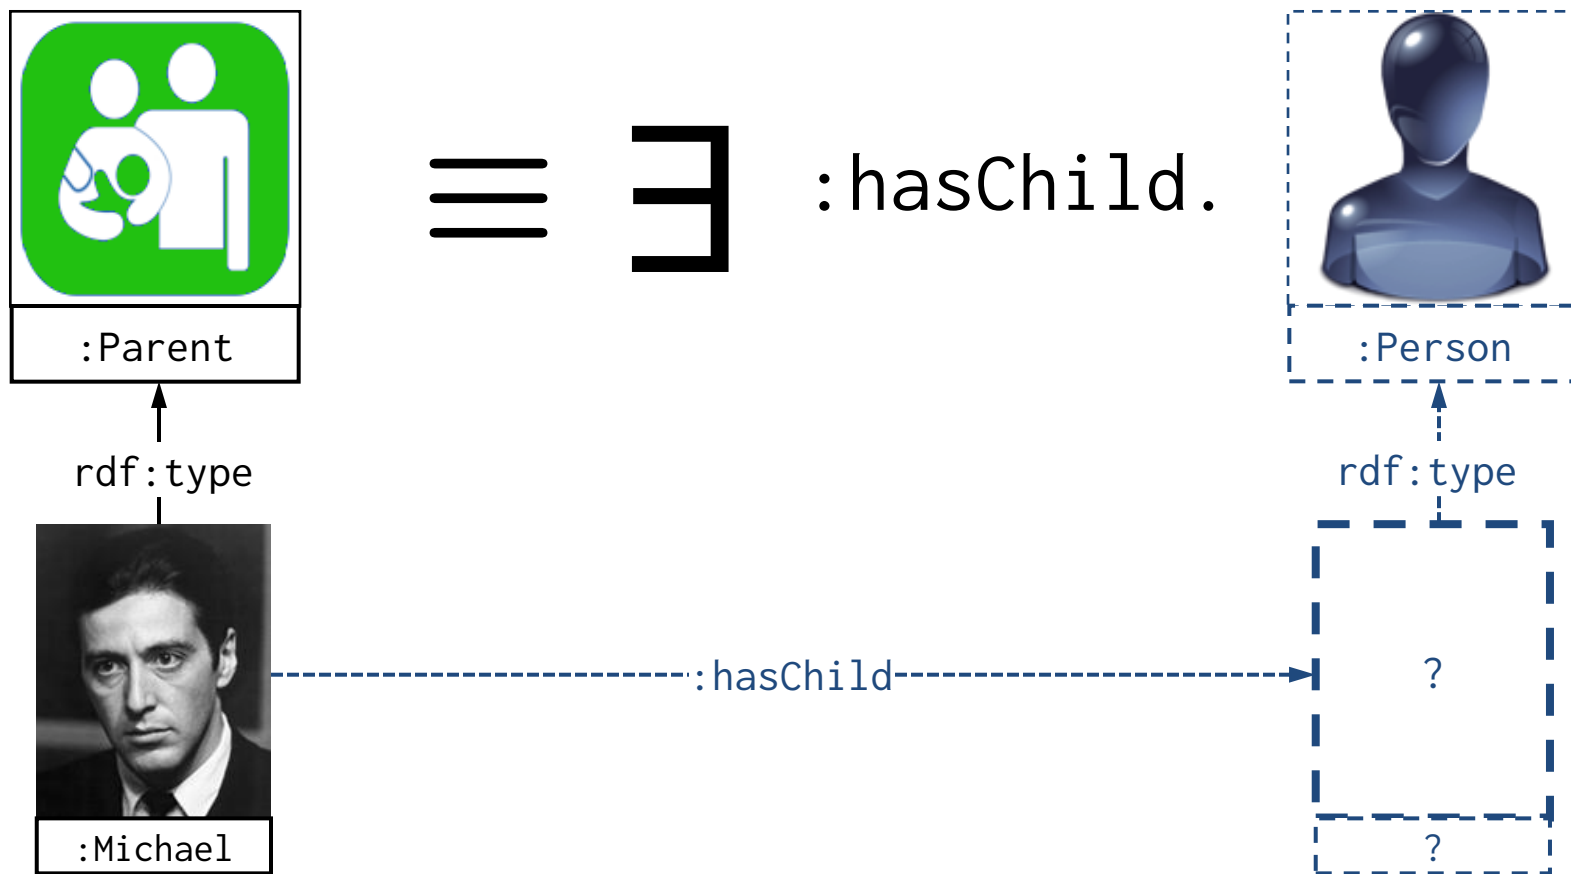 ≡ ∃ :hasChild.
:Parent
:Person
rdf:type
rdf:type
:hasChild
?
:Michael
?